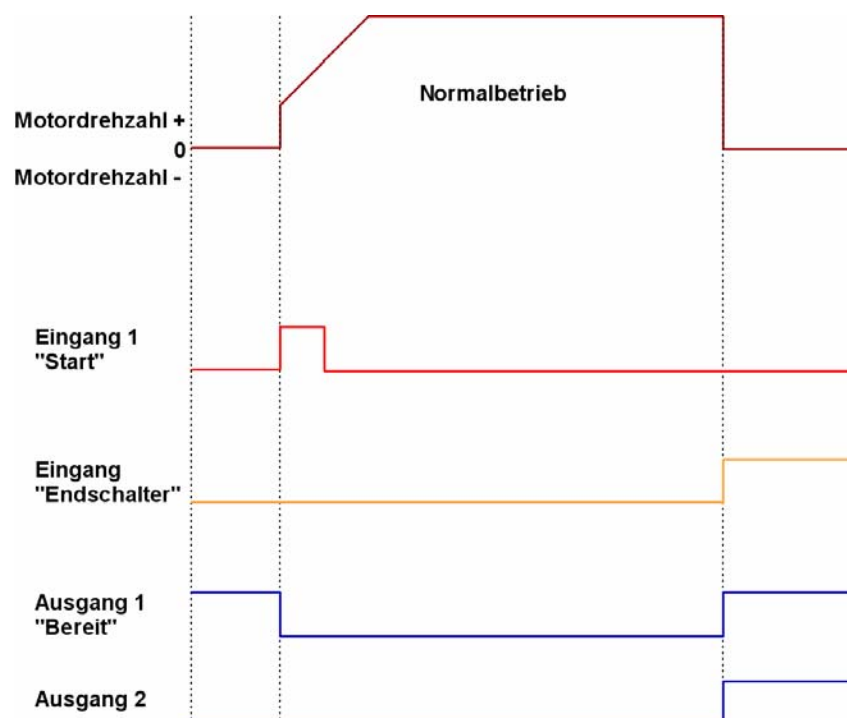 Normalbetrieb
Motordrehzahl +
0
Motordrehzahl -
Eingang 1
"Start"
Eingang
"Endschalter"
Ausgang 1
"Bereit"
Ausgang 2